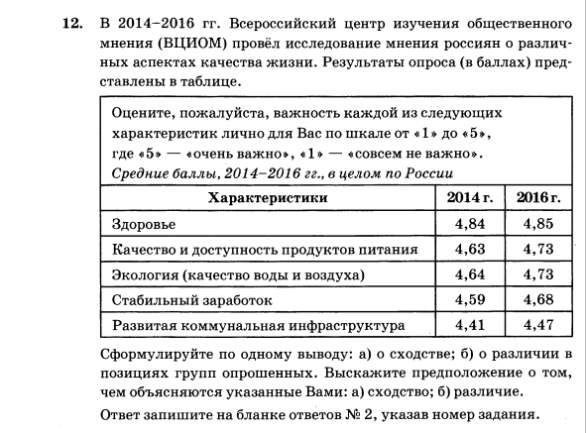 12. В 2014–2016 гг. Всероссийский центр изучения общественного
мнения (ВЦИОМ) провёл исследование мнения россиян о различ-
ных аспектах качества жизни. Результаты опроса (в баллах) пред-
ставлены в таблице.
Оцените, пожалуйста, важность каждой из следующих
характеристик лично для Вас по шкале от «1» до «5»,
где «5» — «очень важно», «1» — «совсем не важно».
Средние баллы, 2014–2016 гг., в целом по России
Характеристики 2014 г. 2016 г.
Здоровье 4,84 4,85
Качество и доступность продуктов питания 4,63 4,73
Экология (качество воды и воздуха) 4,64 4,73
Стабильный заработок 4,59 4,68
Развитая коммунальная инфраструктура 4,41 4,47
Сформулируйте по одному выводу: а) о сходстве; б) о различии в
позициях групп опрошенных. Выскажите предположение о том,
чем объясняются указанные Вами: а) сходство; б) различие.
Ответ запишите на бланке ответов № 2, указав номер задания.